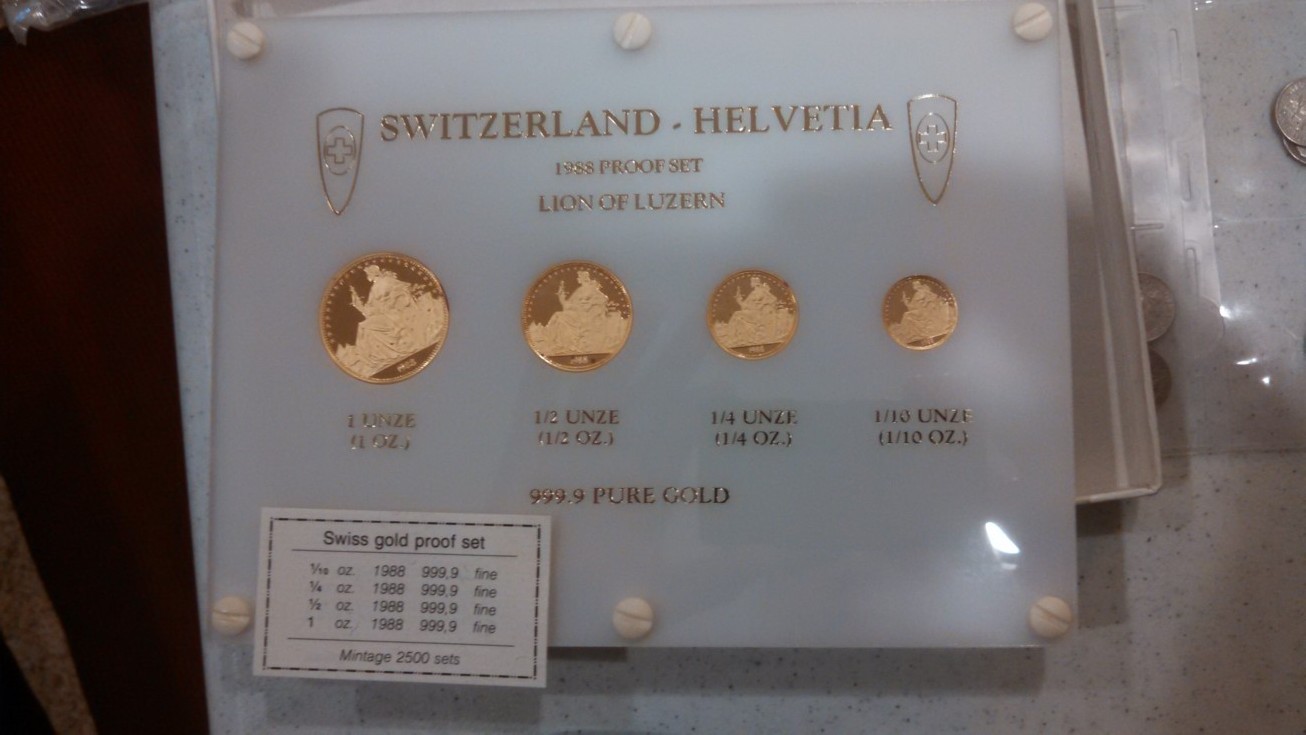 SWITZERLAND - HELVETIA
1988 PROOF SET
LION OF LUZERN
1988
1988
1988
1 UNZE
(1 OZ.)
1/2 UNZE
(1/2 OZ.)
1/4 UNZE
(1/4 OZ.)
1/10 UNZE
(1/10 OZ.)
999.9 PURE GOLD
Swiss gold proof set
1/10 oz. 1988 999,9 fine
1/4 oz. 1988 999,9 fine
1/2 oz. 1988 999,9 fine
1 oz. 1988 999,9 fine
Mintage 2500 sets